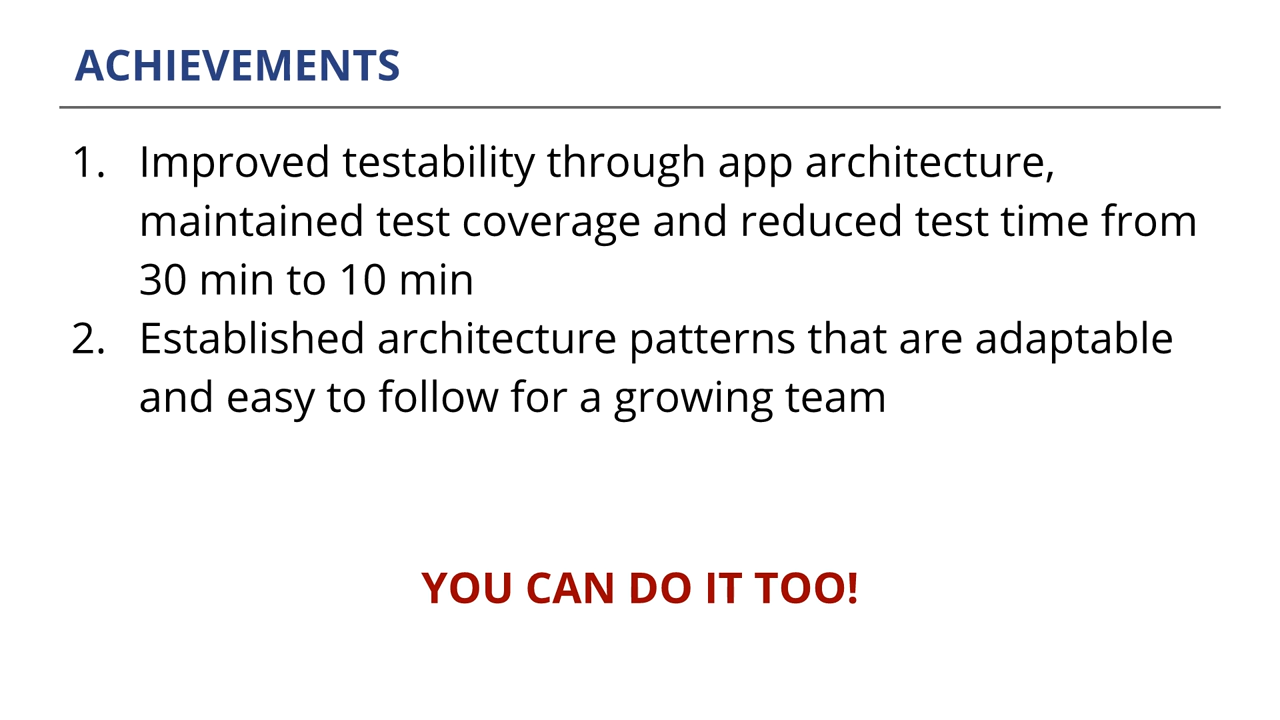 ACHIEVEMENTS
1. Improved testability through app architecture,
maintained test coverage and reduced test time from
30 min to 10 min
2. Established architecture patterns that are adaptable
and easy to follow for a growing team
YOU CAN DO IT TOO!